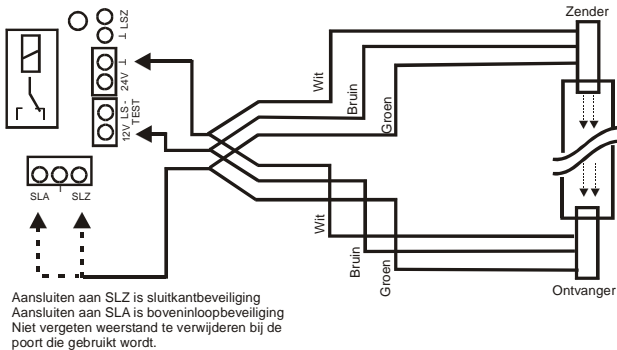 Zender
⊥ LSZ
24V ⊥
12V LS - TEST
Wit
Bruin
Groen
SLA
SLZ
Wit
Bruin
Groen
Ontvanger
Aansluiten aan SLZ is sluitkantbeveiliging
Aansluiten aan SLA is boveninloopbeveiliging
Niet vergeten weerstand te verwijderen bij de
poort die gebruikt wordt.